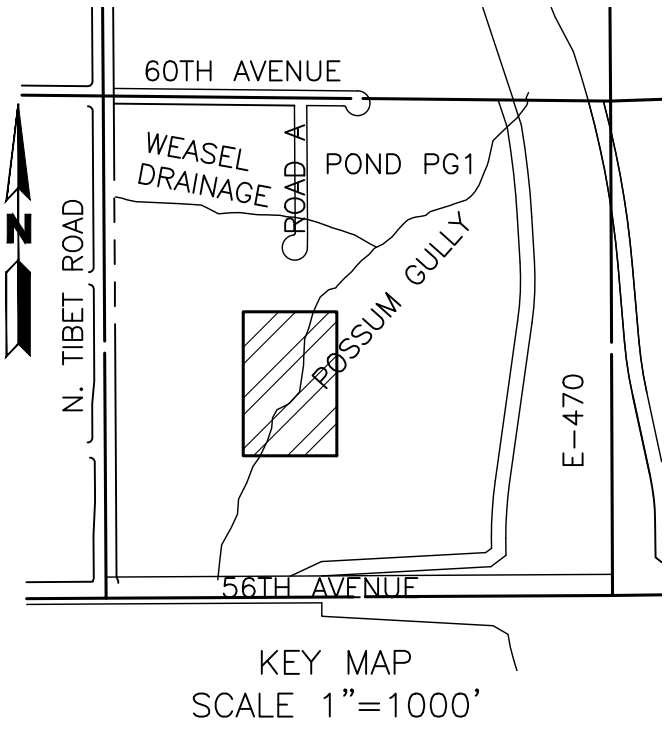 60TH AVENUE
WEASEL
DRAINAGE
ROAD A
POND PG1
N
N. TIBET ROAD
POSSUM GULLY
E-470
56TH AVENUE
KEY MAP
SCALE 1"=1000'